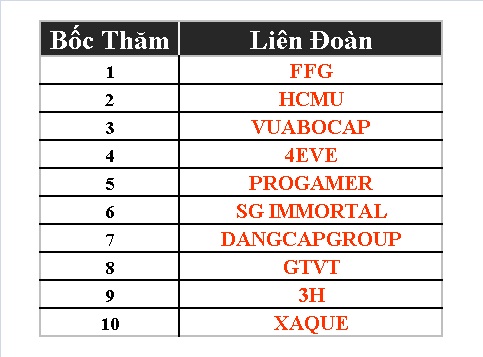 Bốc Thăm Liên Đoàn
1 FFG
2 HCMU
3 VUABOCAP
4 4EVE
5 PROGAMER
6 SG IMMORTAL
7 DANGCAPGROUP
8 GTVT
9 3H
10 XAQUE